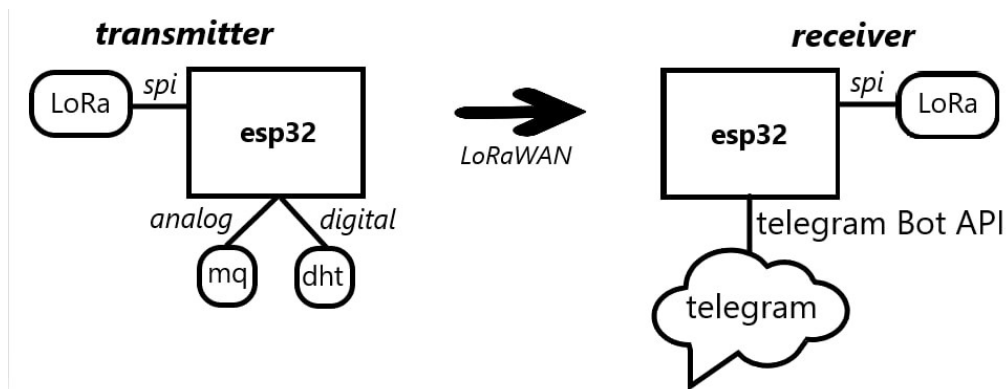 transmitter
LoRa
spi
esp32
analog
digital
mq
dht
LoRaWAN
receiver
esp32
spi
LoRa
telegram Bot API
telegram